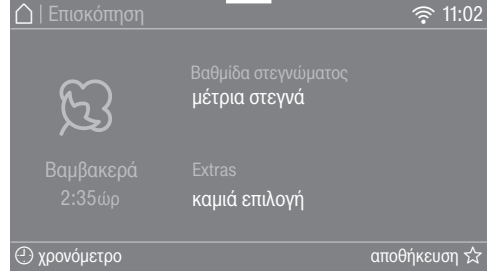 | Επισκόπηση 11:02
Βαθμίδα στεγνώματος
μέτρια στεγνά
Βαμβακερά
2:35ώρ
Extras
καμιά επιλογή
χρονόμετρο αποθήκευση